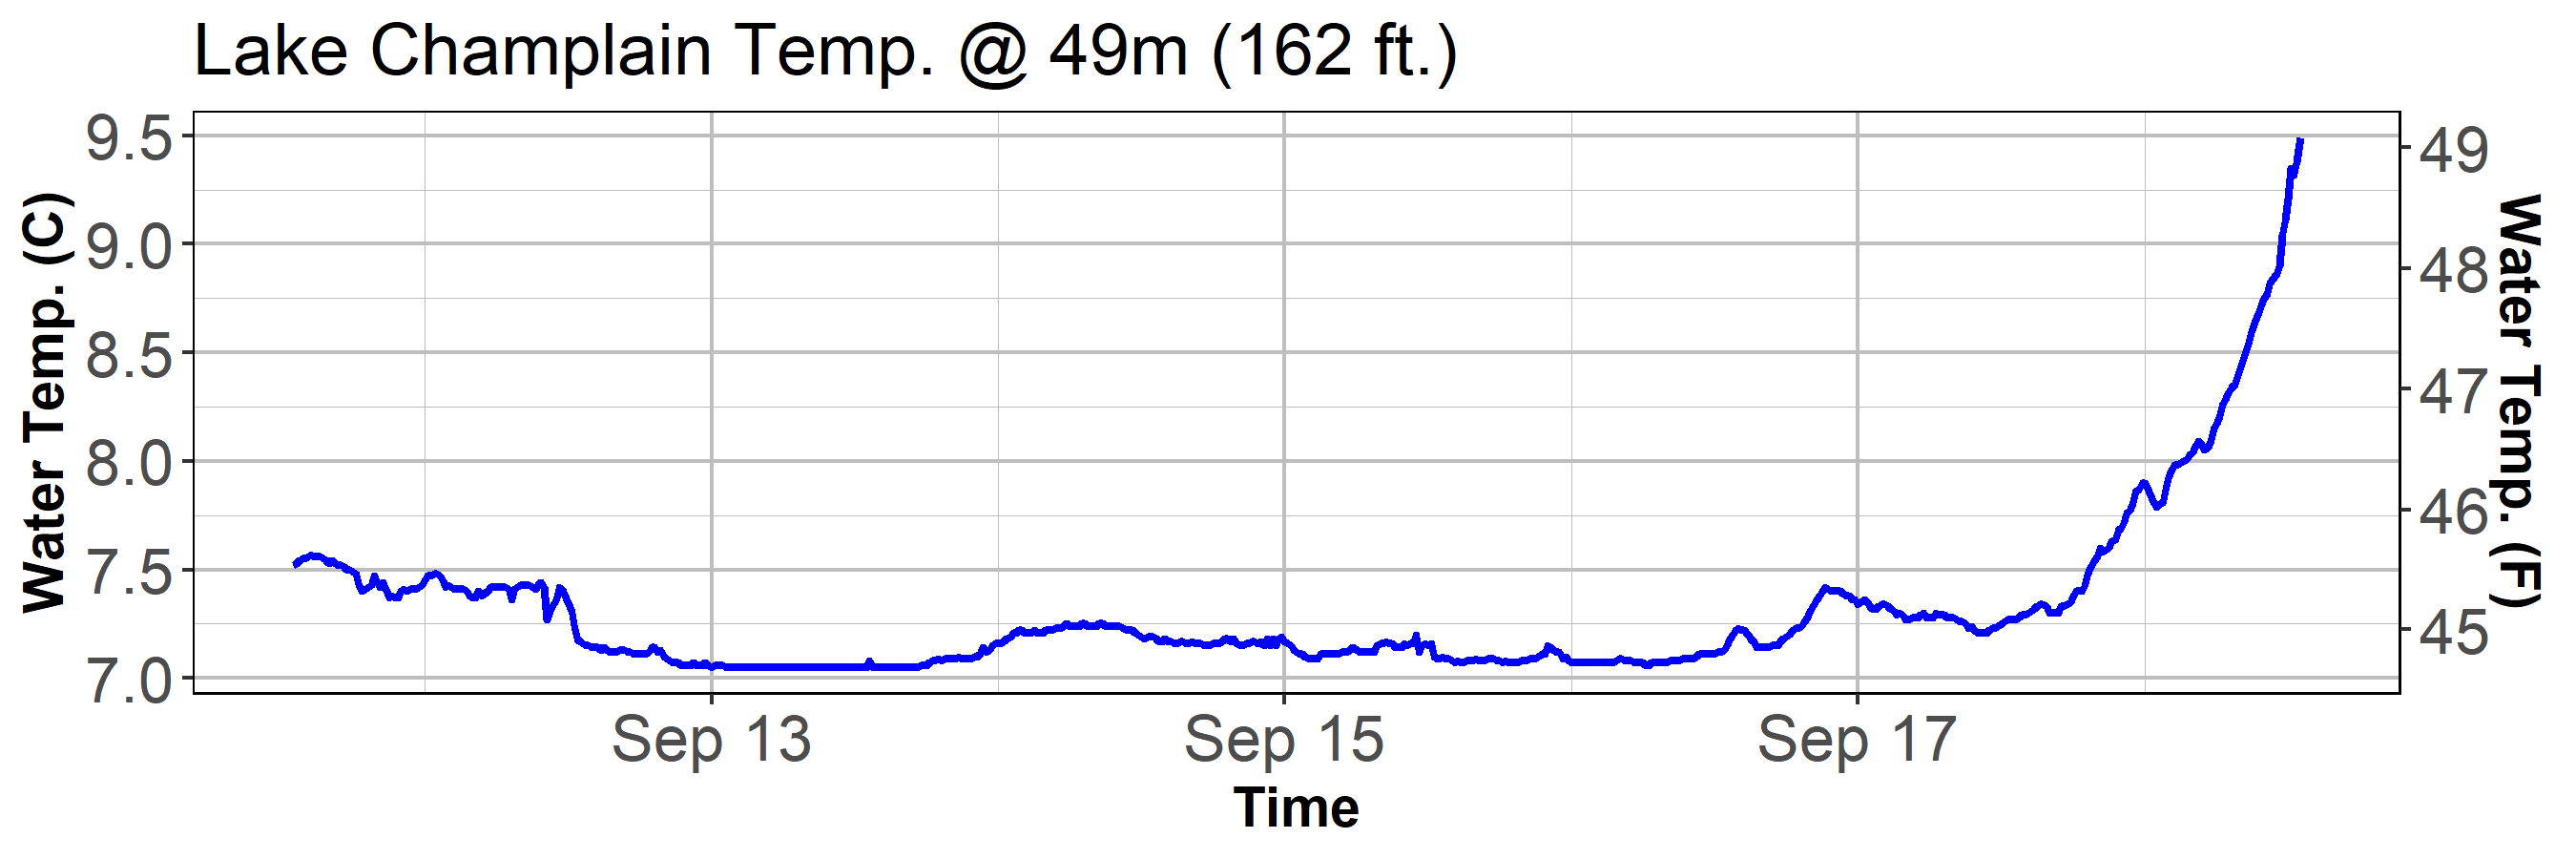 Lake Champlain Temp. @ 49m (162 ft.)
Water Temp. (C)
9.5
9.0
8.5
8.0
7.5
7.0
49
48
47
46
45
Water Temp. (F)
Sep 13 Sep 15 Sep 17
Time